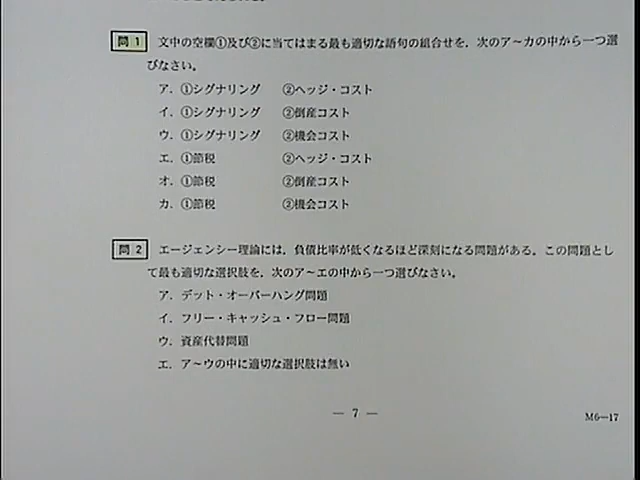 問 1 文中の空欄①及び②に当てはまる最も適切な語句の組合せを，次のア～カの中から一つ選
びなさい。
ア．①シグナリング ②ヘッジ・コスト
イ．①シグナリング ②倒産コスト
ウ．①シグナリング ②機会コスト
エ．①節税 ②ヘッジ・コスト
オ．①節税 ②倒産コスト
カ．①節税 ②機会コスト
問 2 エージェンシー理論には，負債比率が低くなるほど深刻になる問題がある。この問題とし
て最も適切な選択肢を，次のア～エの中から一つ選びなさい。
ア．デット・オーバーハング問題
イ．フリー・キャッシュ・フロー問題
ウ．資産代替問題
エ．ア～ウの中に適切な選択肢は無い
― 7 ―
M6―17